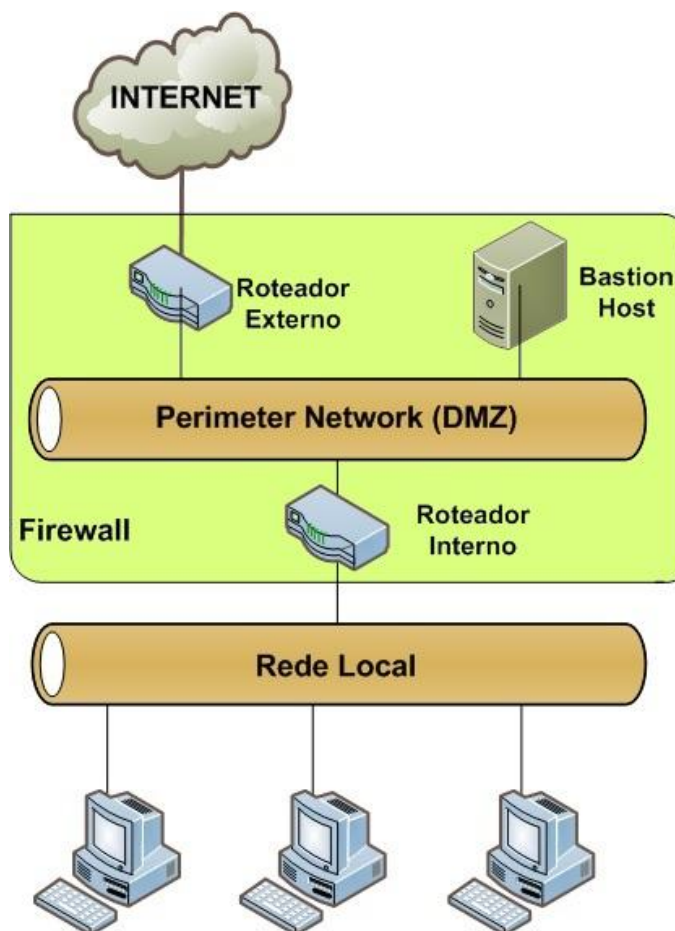 INTERNET
Roteador
Externo
Bastion
Host
Perimeter Network (DMZ)
Firewall
Roteador
Interno
Rede Local